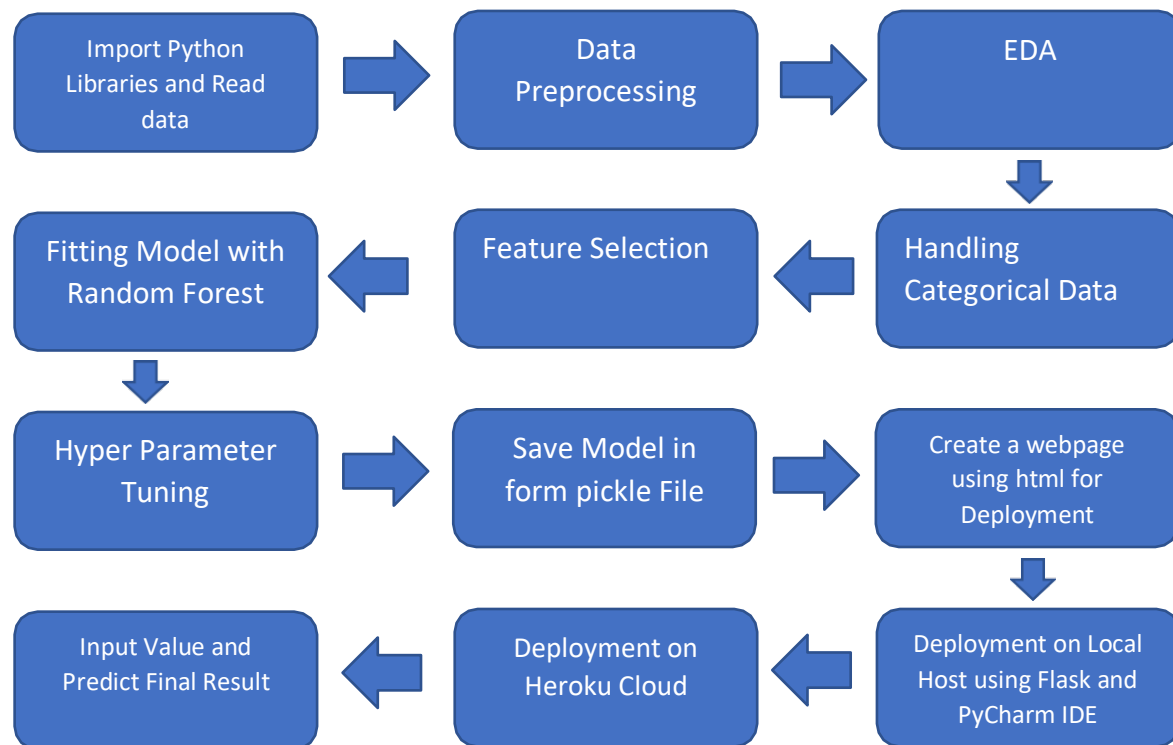 Import Python
Libraries and Read
data
Data
Preprocessing
EDA
Handling
Categorical Data
Feature Selection
Fitting Model with
Random Forest
Hyper Parameter
Tuning
Save Model in
form pickle File
Create a webpage
using html for
Deployment
Deployment on Local
Host using Flask and
PyCharm IDE
Deployment on
Heroku Cloud
Input Value and
Predict Final Result